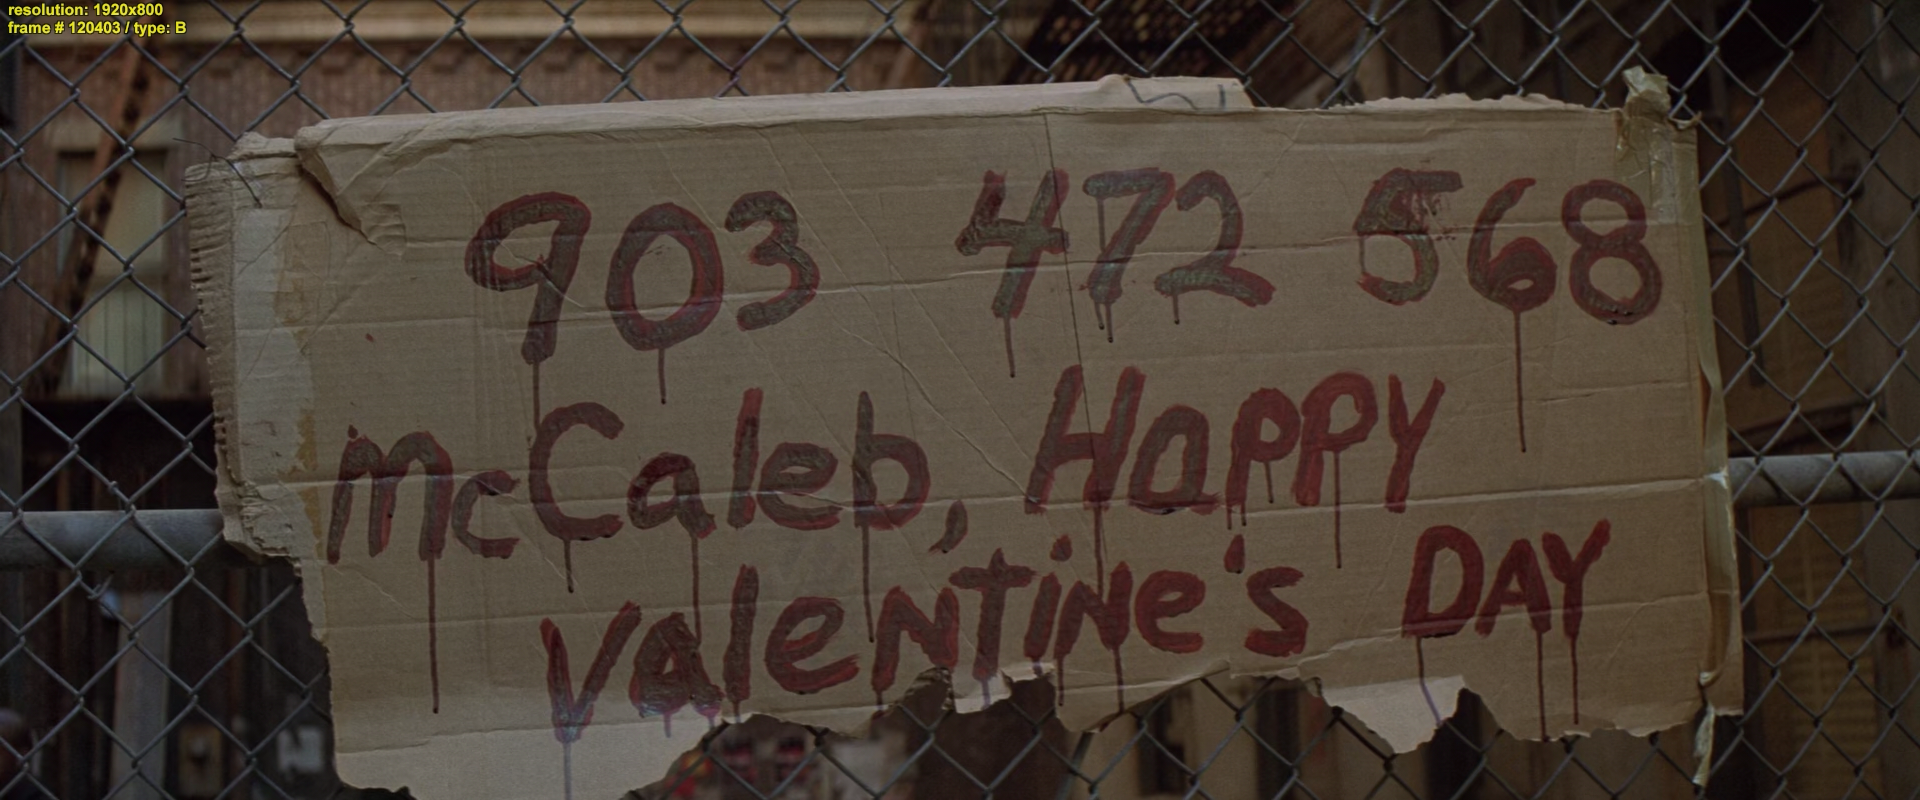 resolution: 1920x800
frame # 120403 / type: B
903 472 568
McCaleb, HAPPY
Valentine's DAY